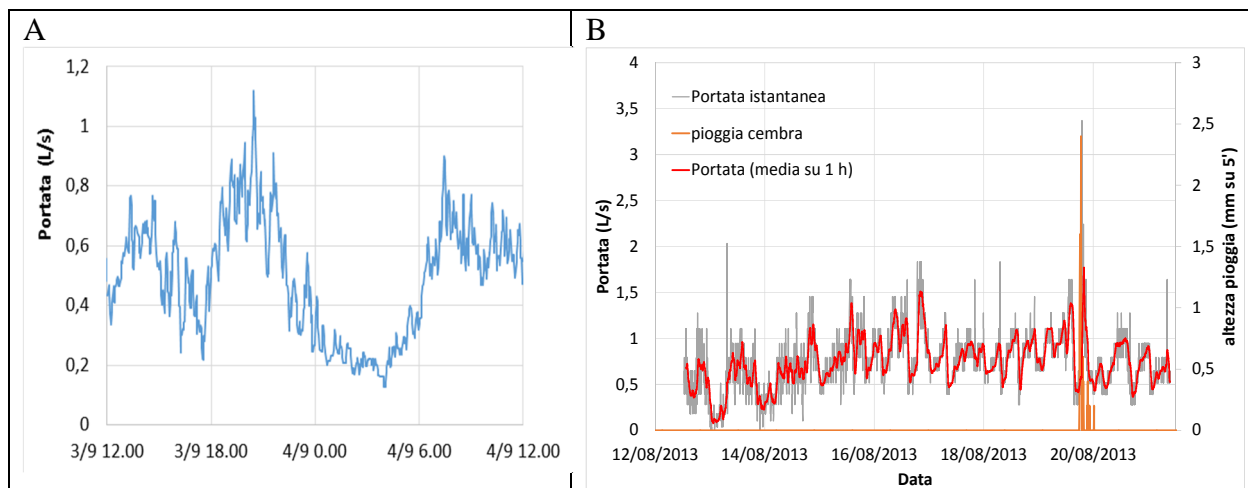 A
Portata (L/s)
1,2
1
0,8
0,6
0,4
0,2
0
3/9 12.00 3/9 18.00 4/9 0.00 4/9 6.00 4/9 12.00
B
Portata (L/s)
4
3,5
3
2,5
2
1,5
1
0,5
0
Portata istantanea
pioggia cembra
Portata (media su 1 h)
3
2,5
2
1,5
1
0,5
0
altezza pioggia (mm su 5')
12/08/2013 14/08/2013 16/08/2013 18/08/2013 20/08/2013
Data